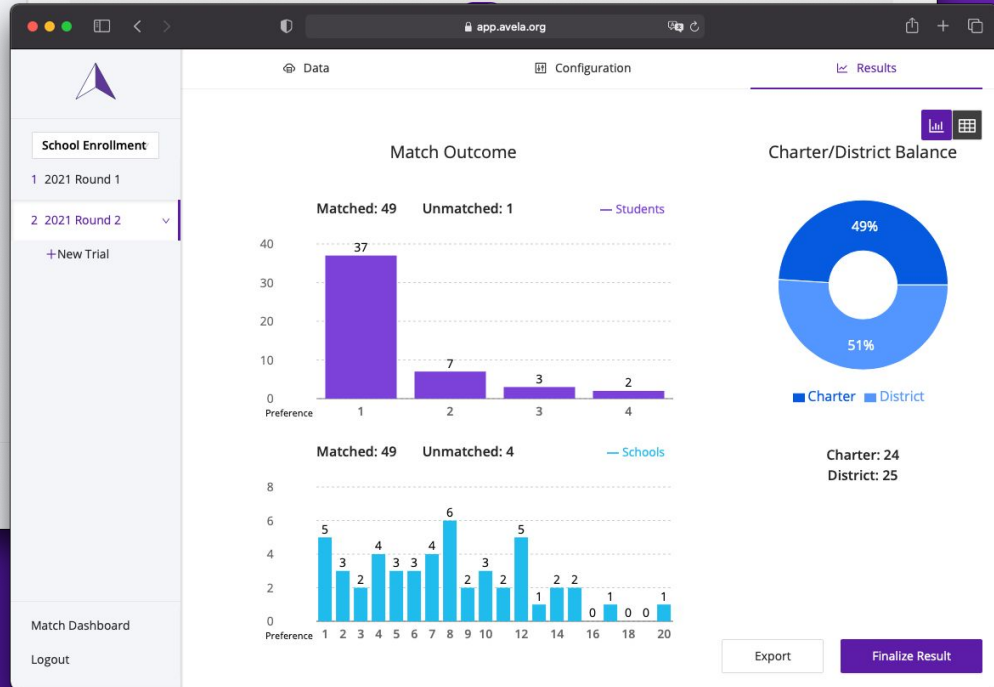 app.avela.org
Data
Configuration
Results
School Enrollment
1 2021 Round 1
2 2021 Round 2
+New Trial
Match Dashboard
Logout
Match Outcome
Matched: 49 Unmatched: 1 — Students
40
30
20
10
0
37
7
3
2
Preference 1 2 3 4
Matched: 49 Unmatched: 4 — Schools
8
6
4
2
0
5 3 2 4 3 3 4 6 2 3 2 5 1 2 2 0 1 0 0 1
Preference 1 2 3 4 5 6 7 8 9 10 12 14 16 18 20
Charter/District Balance
49%
51%
Charter District
Charter: 24
District: 25
Export
Finalize Result